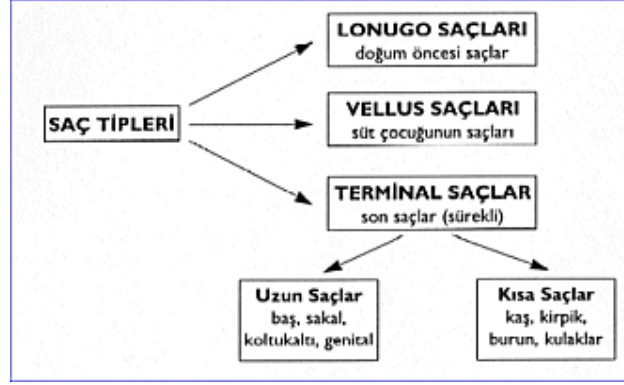 LONUGO SAÇLARI
doğum öncesi saçlar
SAÇ TİPLERİ
VELLUS SAÇLARI
süt çocuğunun saçları
TERMİNAL SAÇLAR
son saçlar (sürekli)
Uzun Saçlar
baş, sakal,
koltukaltı, genital
Kısa Saçlar
kaş, kirpik,
burun, kulaklar